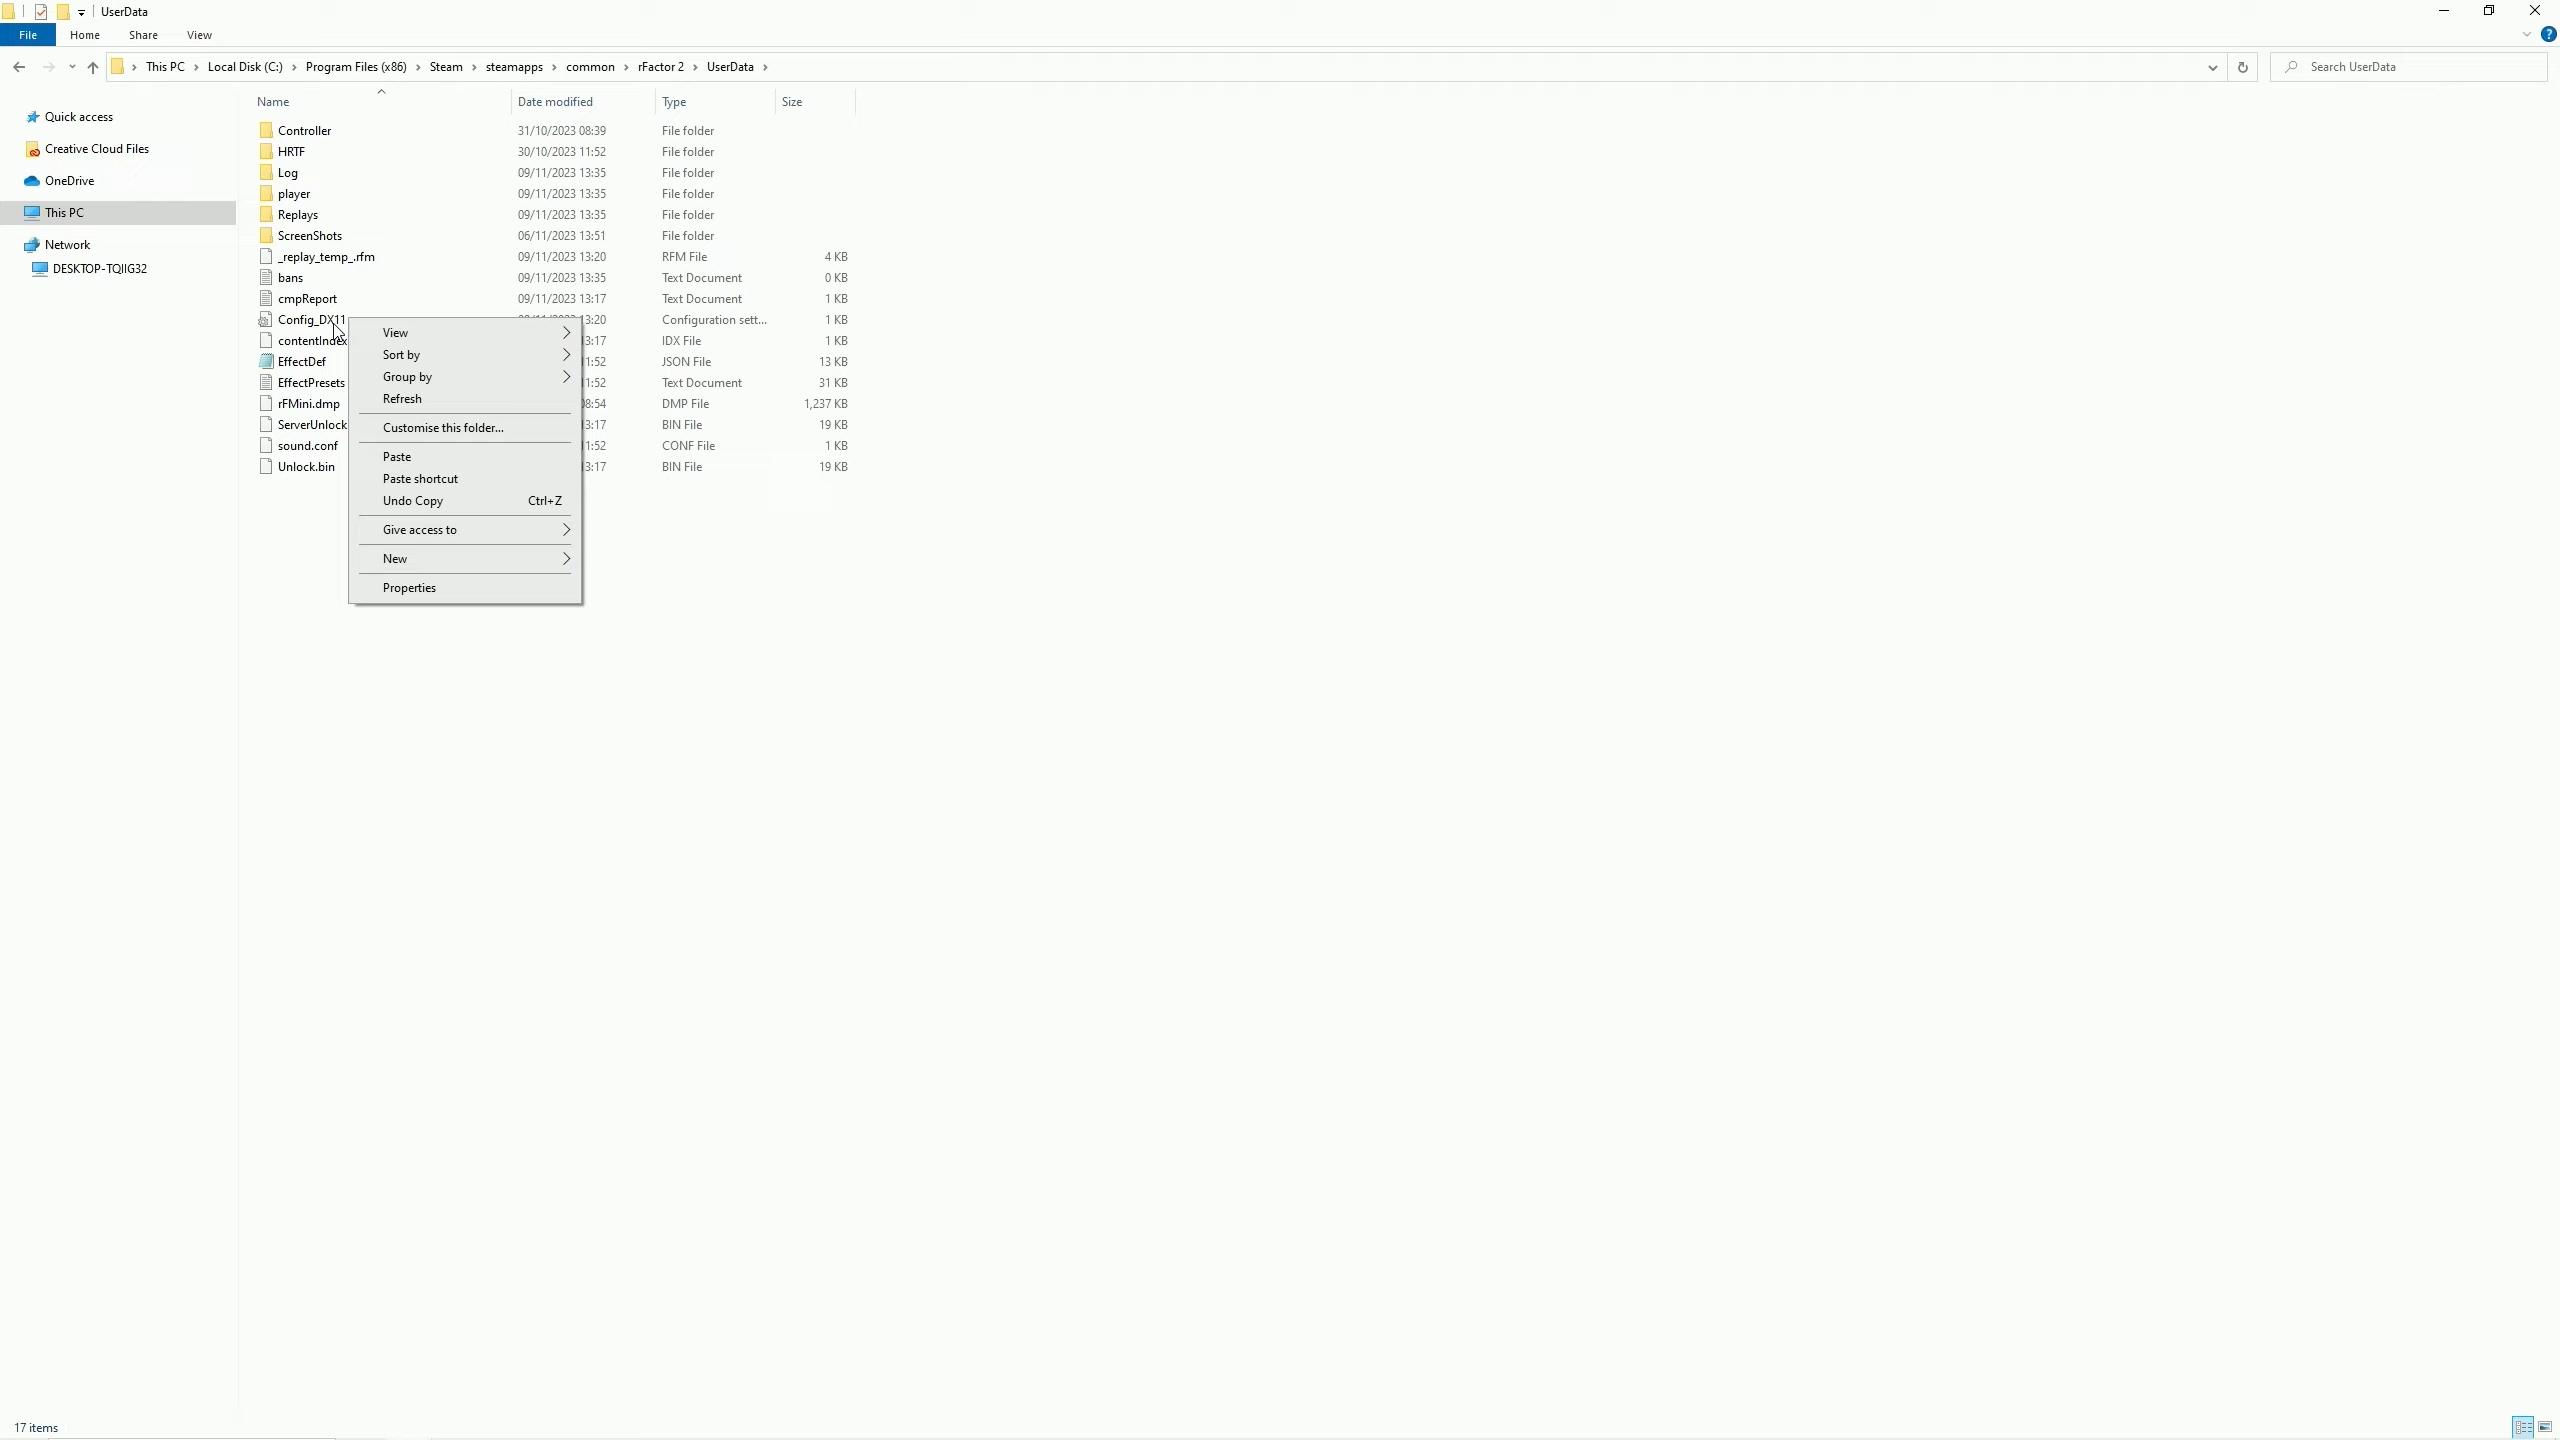 UserData
File Home Share View
This PC Local Disk (C:) Program Files (x86) Steam steamapps common rFactor 2 UserData Search UserData
Name Date modified Type Size
Quick access
Creative Cloud Files
OneDrive
This PC
Network
DESKTOP-TQIIG32
Controller 31/10/2023 08:39 File folder
HRTF 30/10/2023 11:52 File folder
Log 09/11/2023 13:35 File folder
player 09/11/2023 13:35 File folder
Replays 09/11/2023 13:35 File folder
ScreenShots 06/11/2023 13:51 File folder
_replay_temp_.rfm 09/11/2023 13:20 RFM File 4 KB
bans 09/11/2023 13:35 Text Document 0 KB
cmpReport 09/11/2023 13:17 Text Document 1 KB
Config_DX11 13:20 Configuration sett... 1 KB
contentIndex 13:17 IDX File 1 KB
EffectDef 11:52 JSON File 13 KB
EffectPresets 11:52 Text Document 31 KB
rFMini.dmp 08:54 DMP File 1,237 KB
ServerUnlock 13:17 BIN File 19 KB
sound.conf 11:52 CONF File 1 KB
Unlock.bin 13:17 BIN File 19 KB
View
Sort by
Group by
Refresh
Customise this folder...
Paste
Paste shortcut
Undo Copy Ctrl+Z
Give access to
New
Properties
17 items